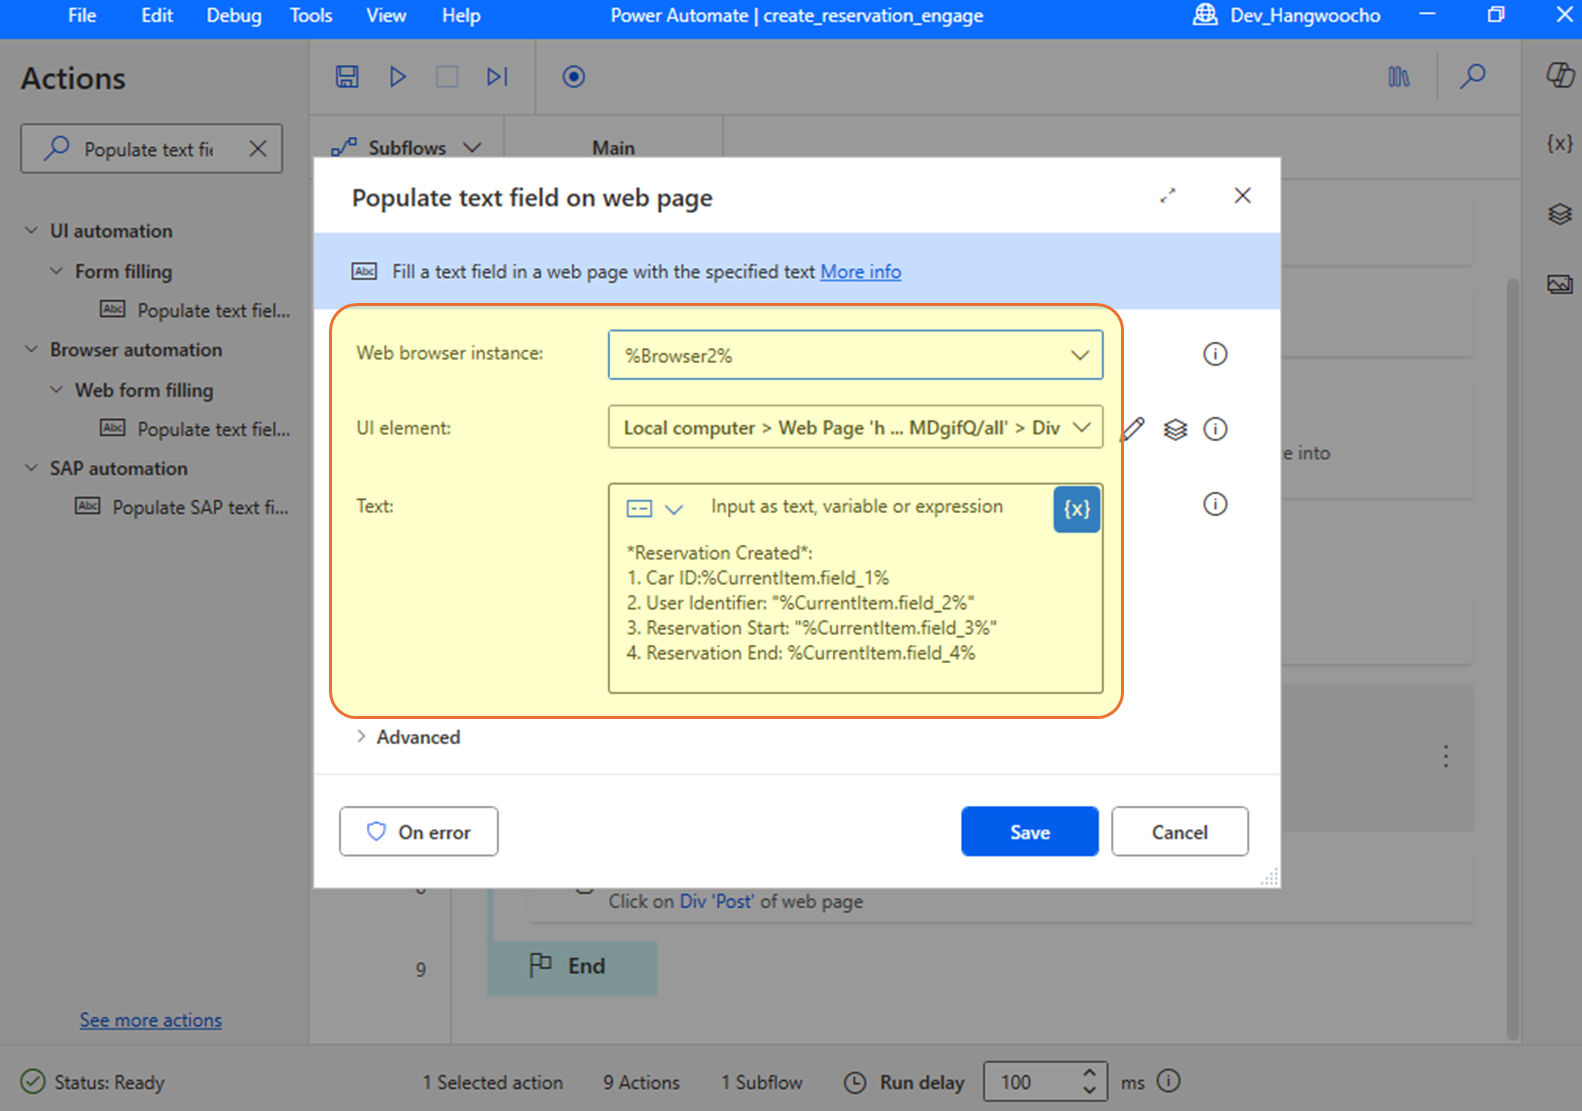 File Edit Debug Tools View Help Power Automate | create_reservation_engage Dev_Hangwoocho
Actions
Populate text fie
Subflows Main
UI automation
Form filling
Abc Populate text fiel...
Browser automation
Web form filling
Abc Populate text fiel...
SAP automation
Abc Populate SAP text fi...
See more actions
{x}
Populate text field on web page
Abc Fill a text field in a web page with the specified text More info
Web browser instance: %Browser2%
UI element: Local computer > Web Page 'h ... MDgifQ/all' > Div
Text: Input as text, variable or expression {x}
*Reservation Created*:
1. Car ID:%CurrentItem.field_1%
2. User Identifier: "%CurrentItem.field_2%"
3. Reservation Start: "%CurrentItem.field_3%"
4. Reservation End: %CurrentItem.field_4%
Advanced
On error Save Cancel
e into
Click on Div 'Post' of web page
9 End
Status: Ready 1 Selected action 9 Actions 1 Subflow Run delay 100 ms